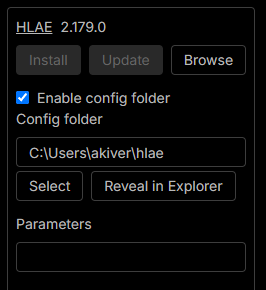 HLAE 2.179.0
Install Update Browse
Enable config folder
Config folder
C:\Users\akiver\hlae
Select Reveal in Explorer
Parameters